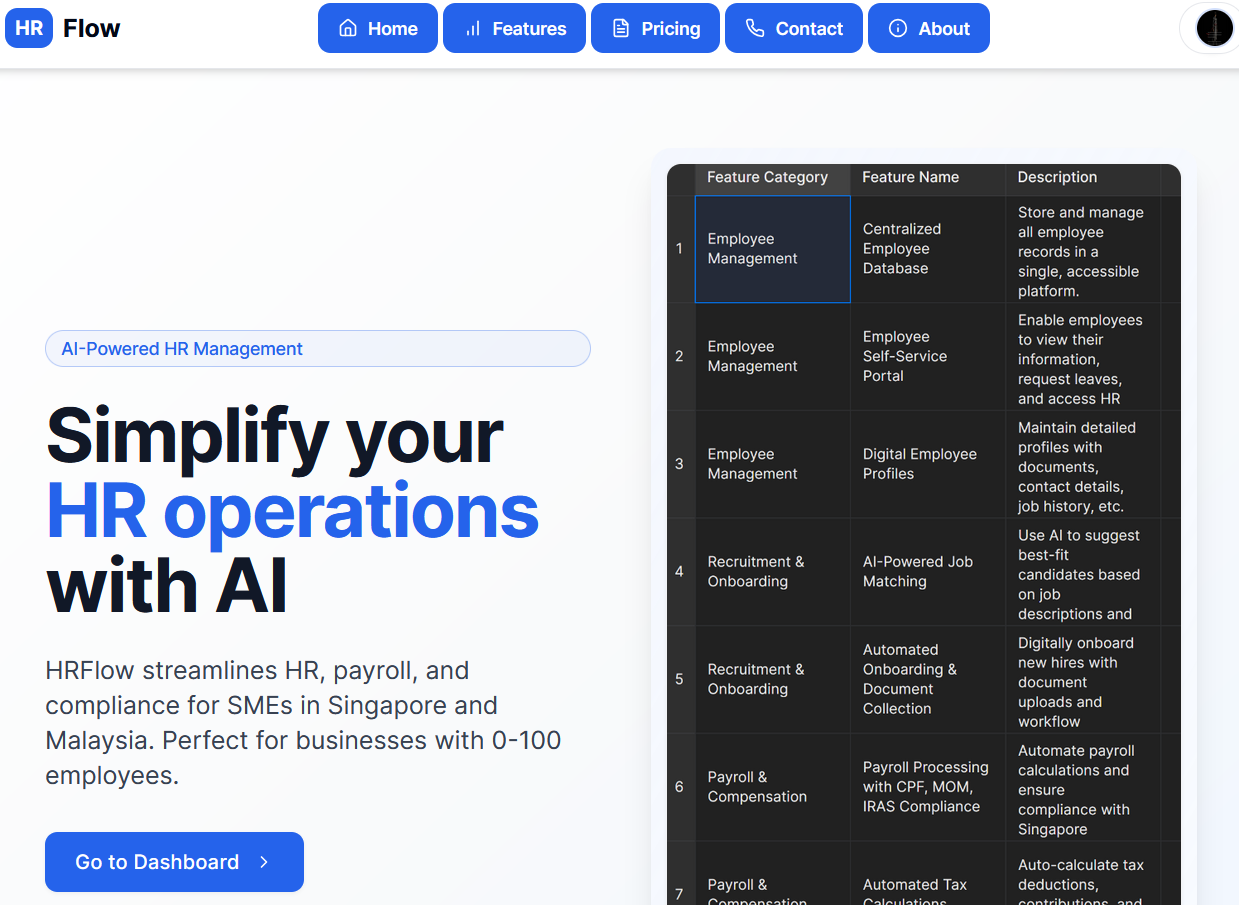 HR Flow
Home
Features
Pricing
Contact
About
AI-Powered HR Management
Simplify your
HR operations
with AI
HRFlow streamlines HR, payroll, and
compliance for SMEs in Singapore and
Malaysia. Perfect for businesses with 0-100
employees.
Go to Dashboard
Feature Category
Feature Name
Description
1
Employee
Management
Centralized
Employee
Database
Store and manage
all employee
records in a
single, accessible
platform.
2
Employee
Management
Employee
Self-Service
Portal
Enable employees
to view their
information,
request leaves,
and access HR
3
Employee
Management
Digital Employee
Profiles
Maintain detailed
profiles with
documents,
contact details,
job history, etc.
4
Recruitment &
Onboarding
AI-Powered Job
Matching
Use AI to suggest
best-fit
candidates based
on job
descriptions and
5
Recruitment &
Onboarding
Automated
Onboarding &
Document
Collection
Digitally onboard
new hires with
document
uploads and
workflow
6
Payroll &
Compensation
Payroll Processing
with CPF, MOM,
IRAS Compliance
Automate payroll
calculations and
ensure
compliance with
Singapore
7
Payroll &
Compensation
Automated Tax
Calculations
Auto-calculate tax
deductions,
contributions, and